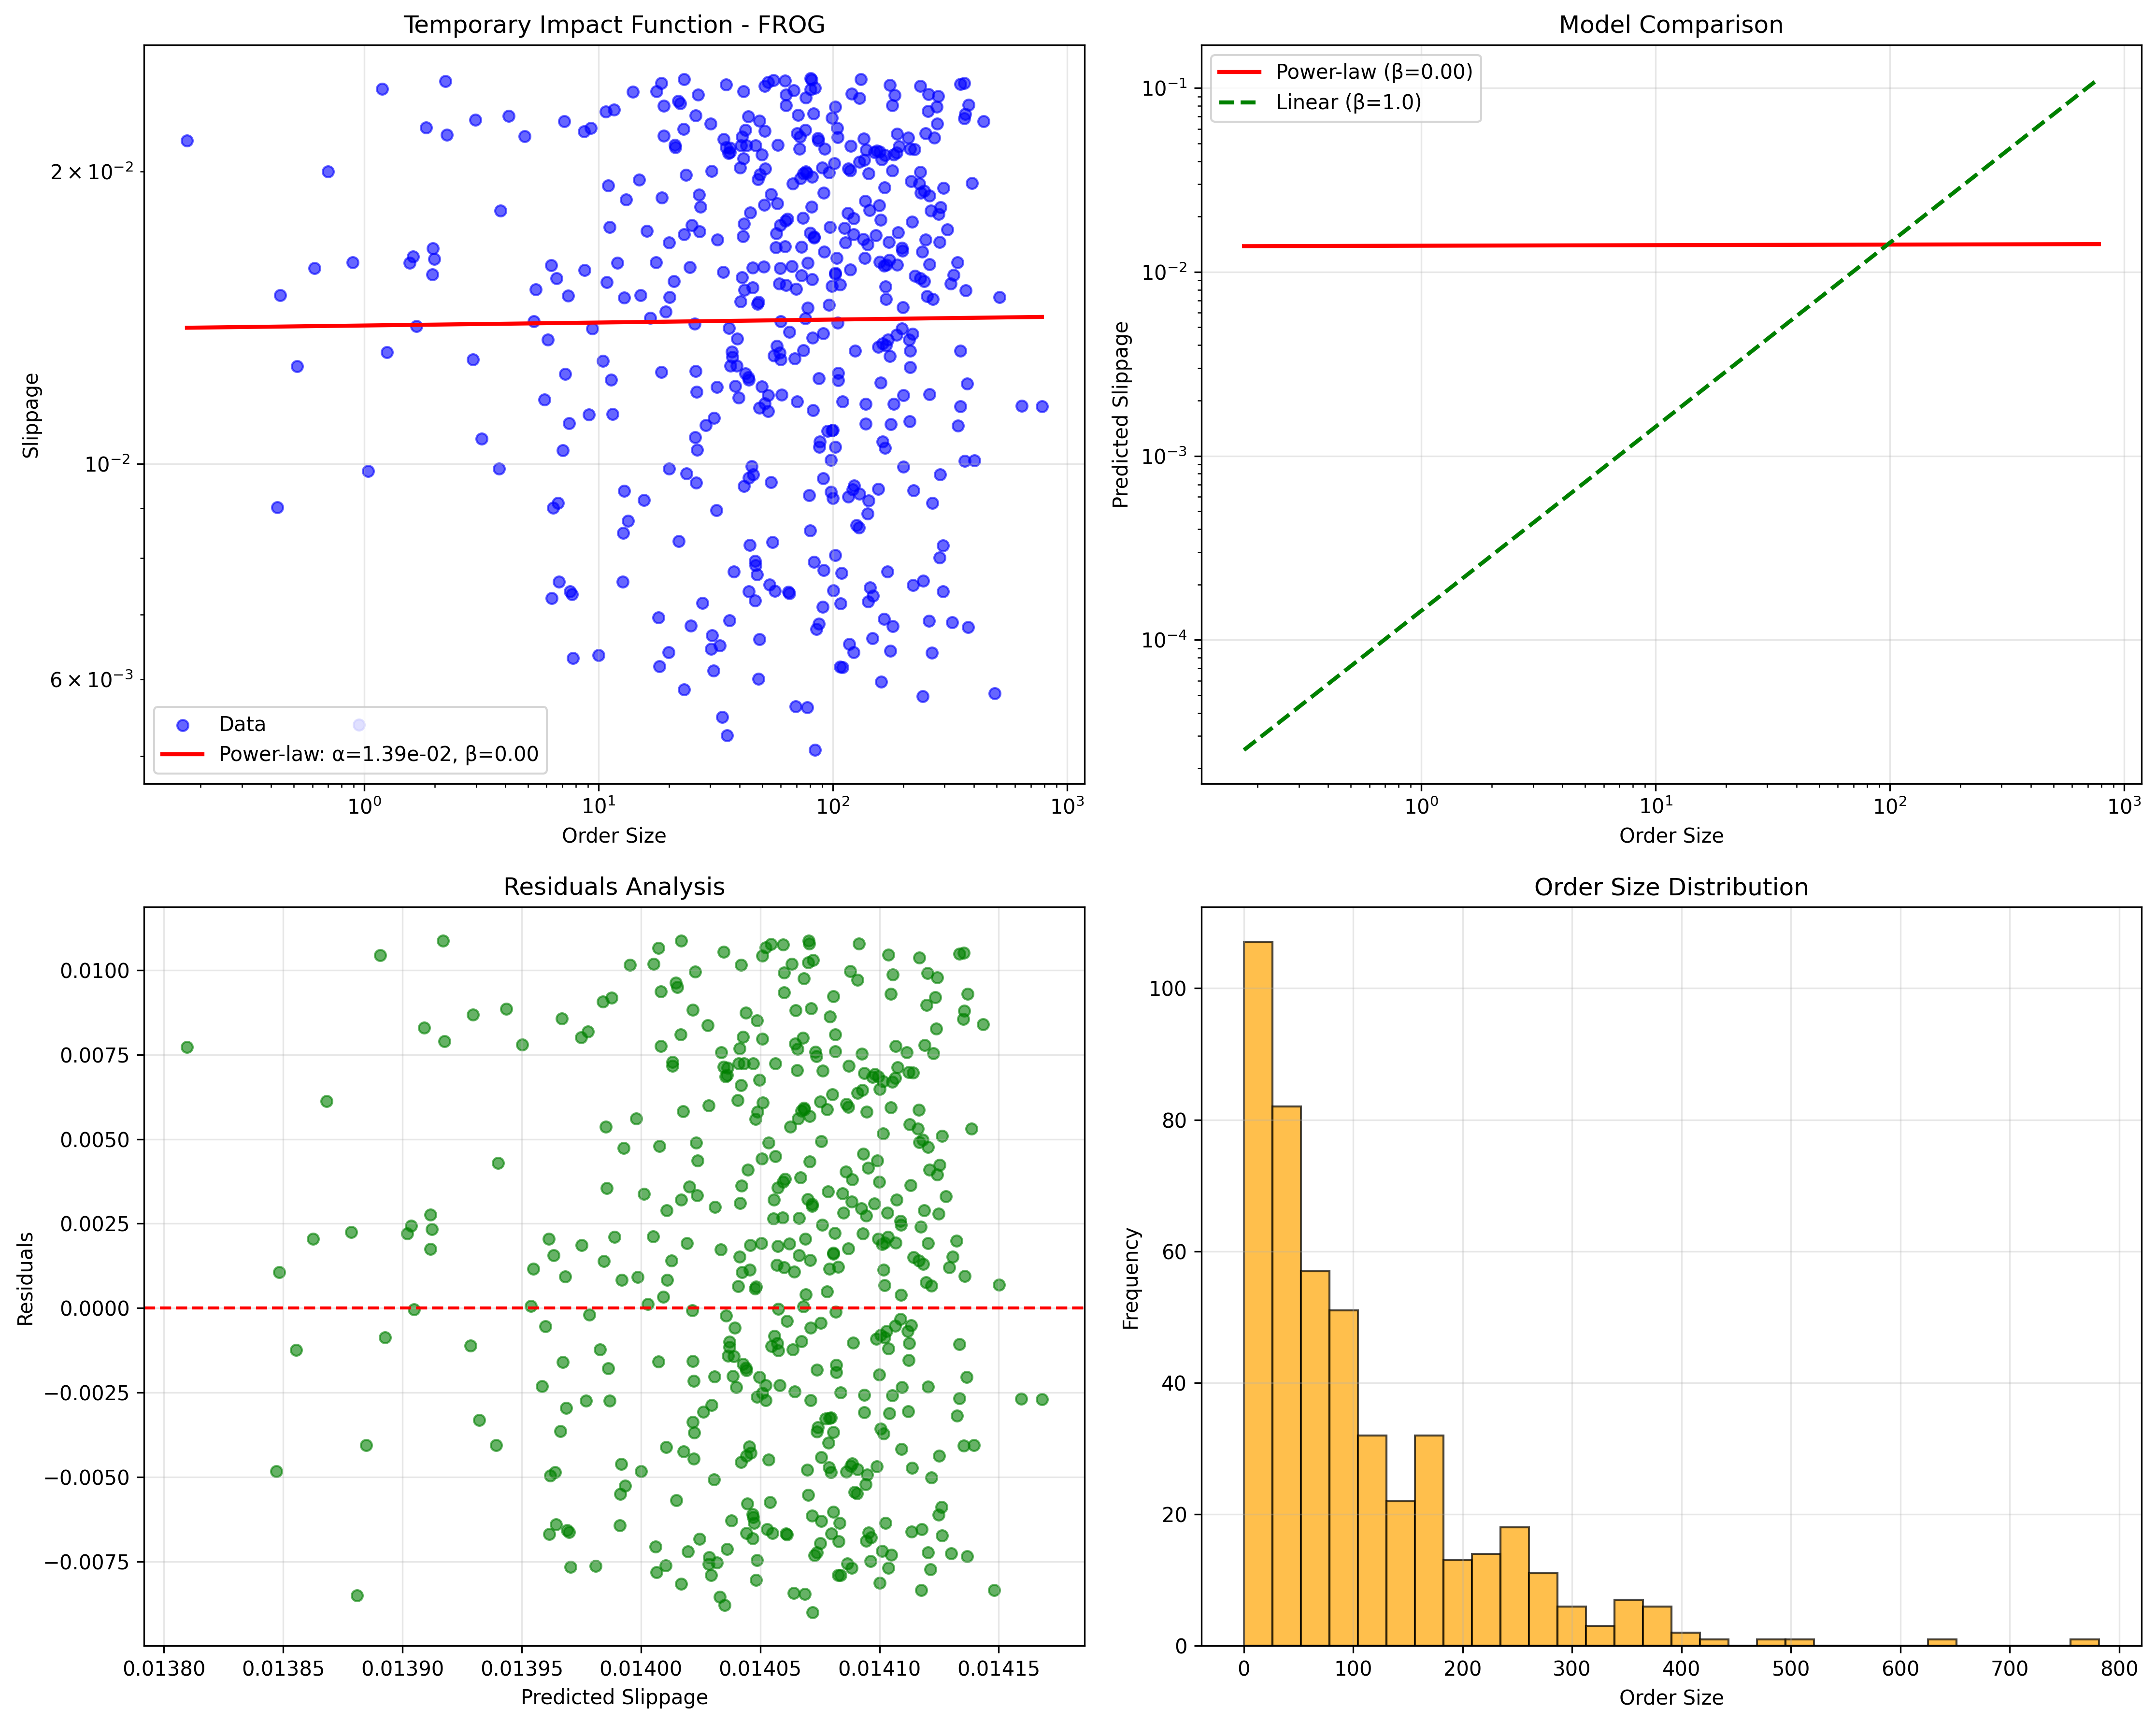 Temporary Impact Function - FROG
Slippage
2 × 10⁻²
10⁻²
6 × 10⁻³
Data
Power-law: α=1.39e-02, β=0.00
10⁰ 10¹ 10² 10³
Order Size
Model Comparison
Power-law (β=0.00)
Linear (β=1.0)
Predicted Slippage
10⁻¹
10⁻²
10⁻³
10⁻⁴
10⁰ 10¹ 10² 10³
Order Size
Residuals Analysis
Residuals
0.0100
0.0075
0.0050
0.0025
0.0000
−0.0025
−0.0050
−0.0075
0.01380 0.01385 0.01390 0.01395 0.01400 0.01405 0.01410 0.01415
Predicted Slippage
Order Size Distribution
Frequency
100
80
60
40
20
0
0 100 200 300 400 500 600 700 800
Order Size